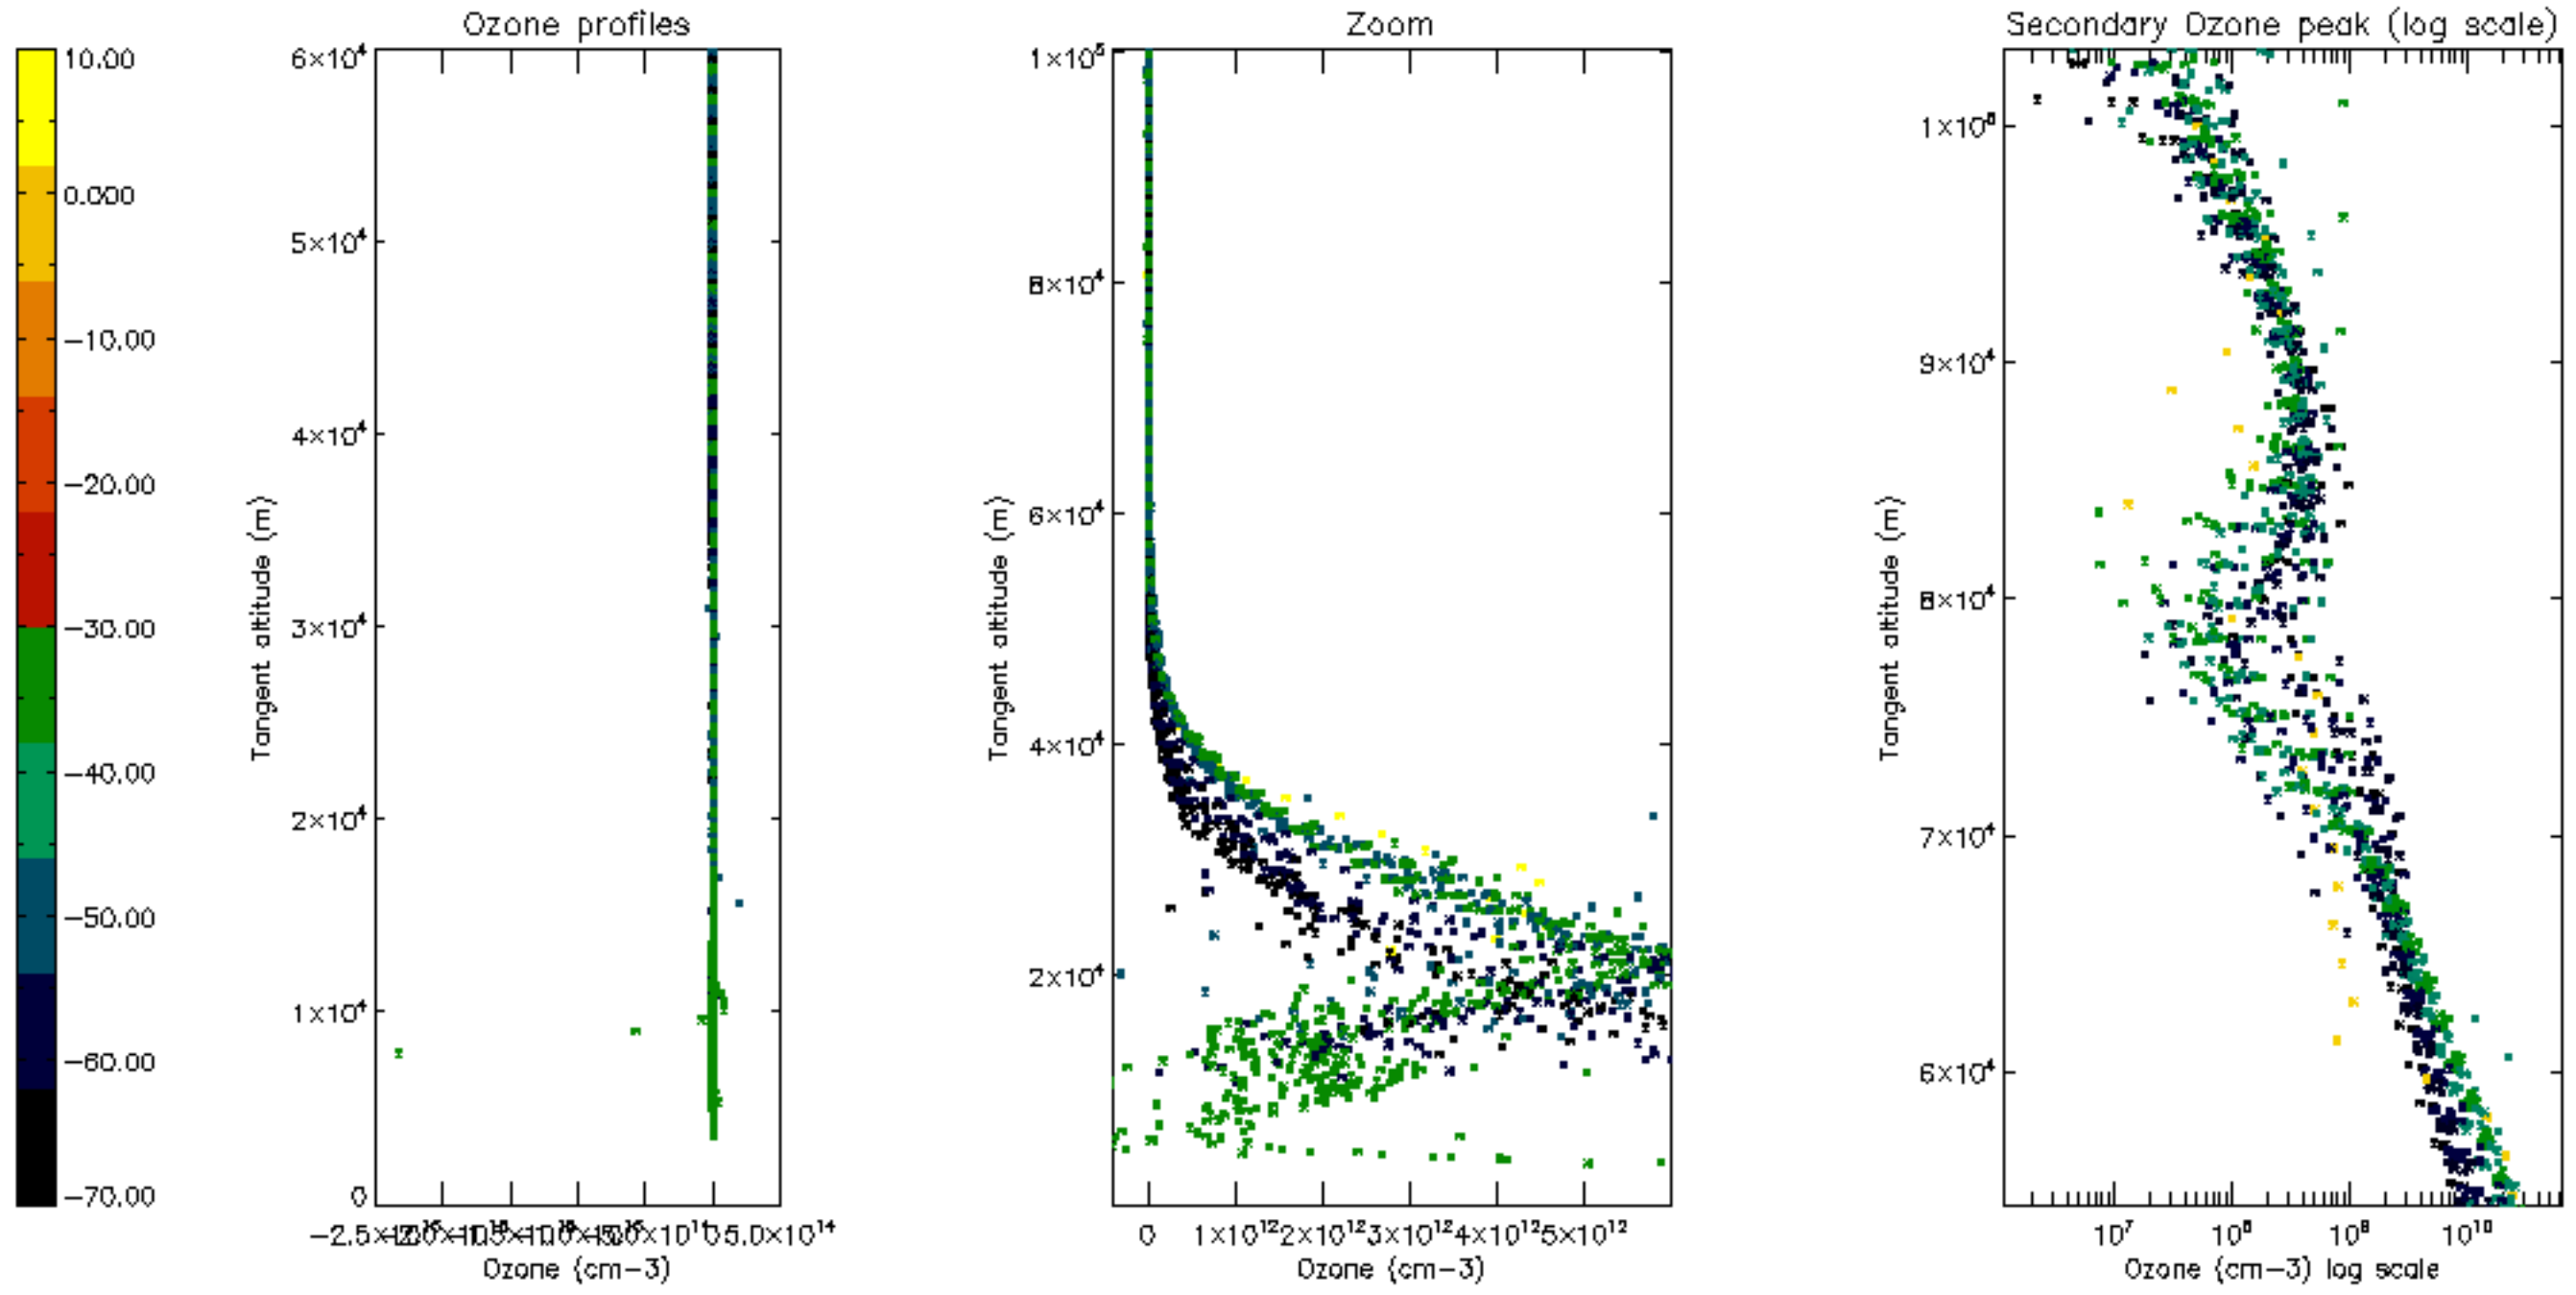 Ozone profiles
Zoom
Secondary Ozone peak (log scale)
10.00
0.00
−10.00
−20.00
−30.00
−40.00
−50.00
−60.00
−70.00
6×10⁴
5×10⁴
4×10⁴
3×10⁴
2×10⁴
1×10⁴
0
Tangent altitude (m)
5.0×10¹⁴
Ozone (cm−3)
1×10⁵
8×10⁴
6×10⁴
4×10⁴
2×10⁴
Tangent altitude (m)
0 1×10¹² 2×10¹² 3×10¹² 4×10¹² 5×10¹²
Ozone (cm−3)
1×10⁵
9×10⁴
8×10⁴
7×10⁴
6×10⁴
Tangent altitude (m)
10⁷ 10⁸ 10⁹ 10¹⁰
Ozone (cm−3) log scale